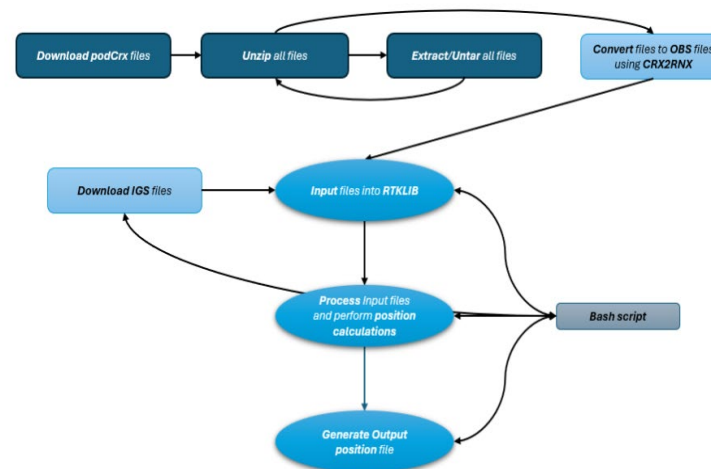 Download podCrx files
Unzip all files
Extract/Untar all files
Convert files to OBS files
using CRX2RNX
Download IGS files
Input files into RTKLIB
Process Input files
and perform position
calculations
Bash script
Generate Output
position file